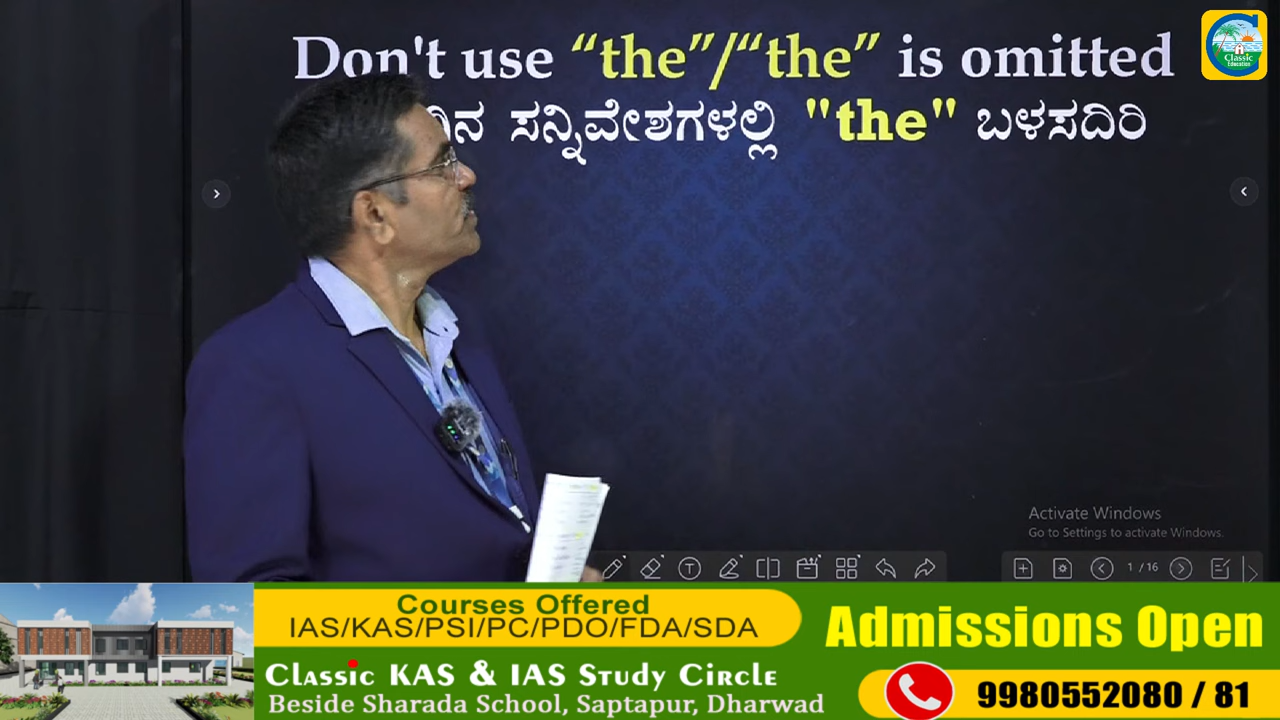 Don't use “the”/“the” is omitted
ಸನ್ನಿವೇಶಗಳಲ್ಲಿ "the" ಬಳಸದಿರಿ
Classic
Education
Activate Windows
Go to Settings to activate Windows.
1 / 16
Courses Offered
IAS/KAS/PSI/PC/PDO/FDA/SDA
Admissions Open
Classic KAS & IAS Study Circle
Beside Sharada School, Saptapur, Dharwad
9980552080 / 81